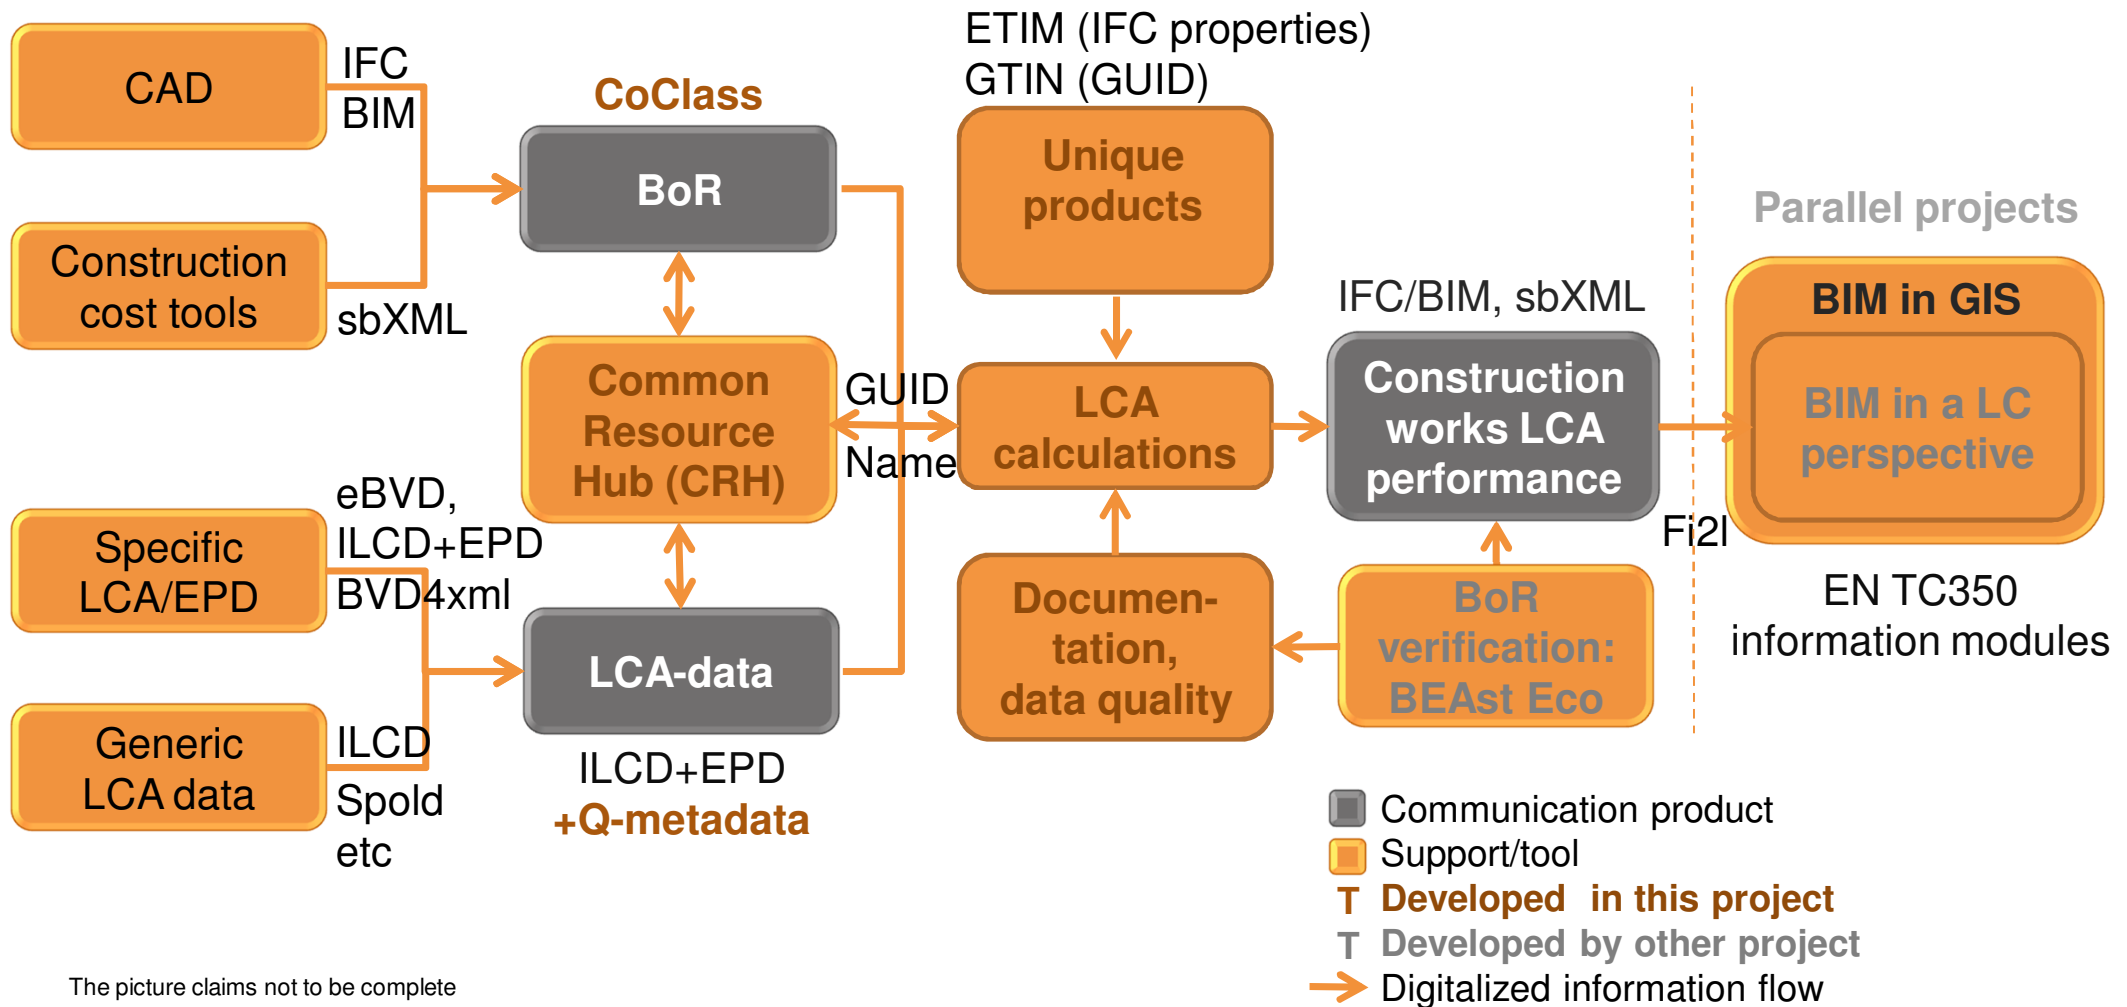 CAD
IFC
BIM
Construction
cost tools
sbXML
CoClass
BoR
Common
Resource
Hub (CRH)
GUID
Name
Specific
LCA/EPD
eBVD,
ILCD+EPD
BVD4xml
Generic
LCA data
ILCD
Spold
etc
LCA-data
ILCD+EPD
+Q-metadata
ETIM (IFC properties)
GTIN (GUID)
Unique
products
LCA
calculations
Documen-
tation,
data quality
IFC/BIM, sbXML
Construction
works LCA
performance
BoR
verification:
BEAst Eco
Fi2l
Parallel projects
BIM in GIS
BIM in a LC
perspective
EN TC350
information modules
Communication product
Support/tool
T Developed in this project
T Developed by other project
Digitalized information flow
The picture claims not to be complete